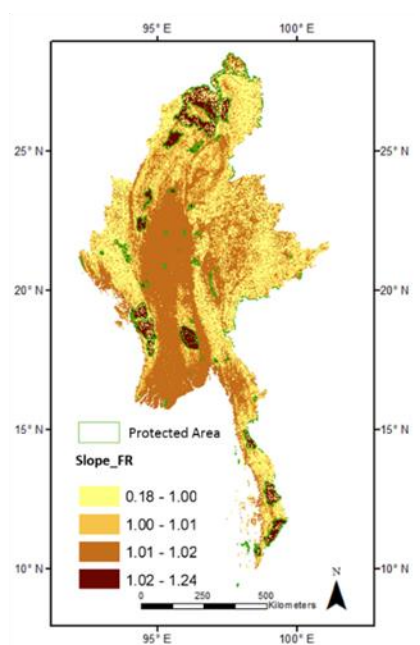 95° E 100° E
25° N 25° N
20° N 20° N
15° N 15° N
Protected Area
Slope_FR
0.18 - 1.00
1.00 - 1.01
1.01 - 1.02
1.02 - 1.24
10° N 10° N
N
0 250 500
Kilometers
95° E 100° E